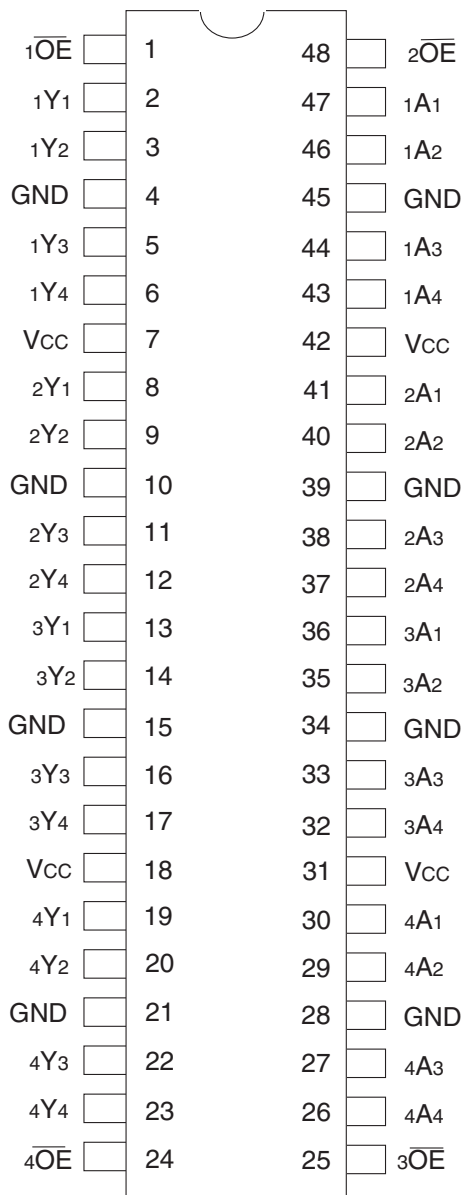 1O̅E̅ 1 48 2O̅E̅
1Y1 2 47 1A1
1Y2 3 46 1A2
GND 4 45 GND
1Y3 5 44 1A3
1Y4 6 43 1A4
VCC 7 42 VCC
2Y1 8 41 2A1
2Y2 9 40 2A2
GND 10 39 GND
2Y3 11 38 2A3
2Y4 12 37 2A4
3Y1 13 36 3A1
3Y2 14 35 3A2
GND 15 34 GND
3Y3 16 33 3A3
3Y4 17 32 3A4
VCC 18 31 VCC
4Y1 19 30 4A1
4Y2 20 29 4A2
GND 21 28 GND
4Y3 22 27 4A3
4Y4 23 26 4A4
4O̅E̅ 24 25 3O̅E̅